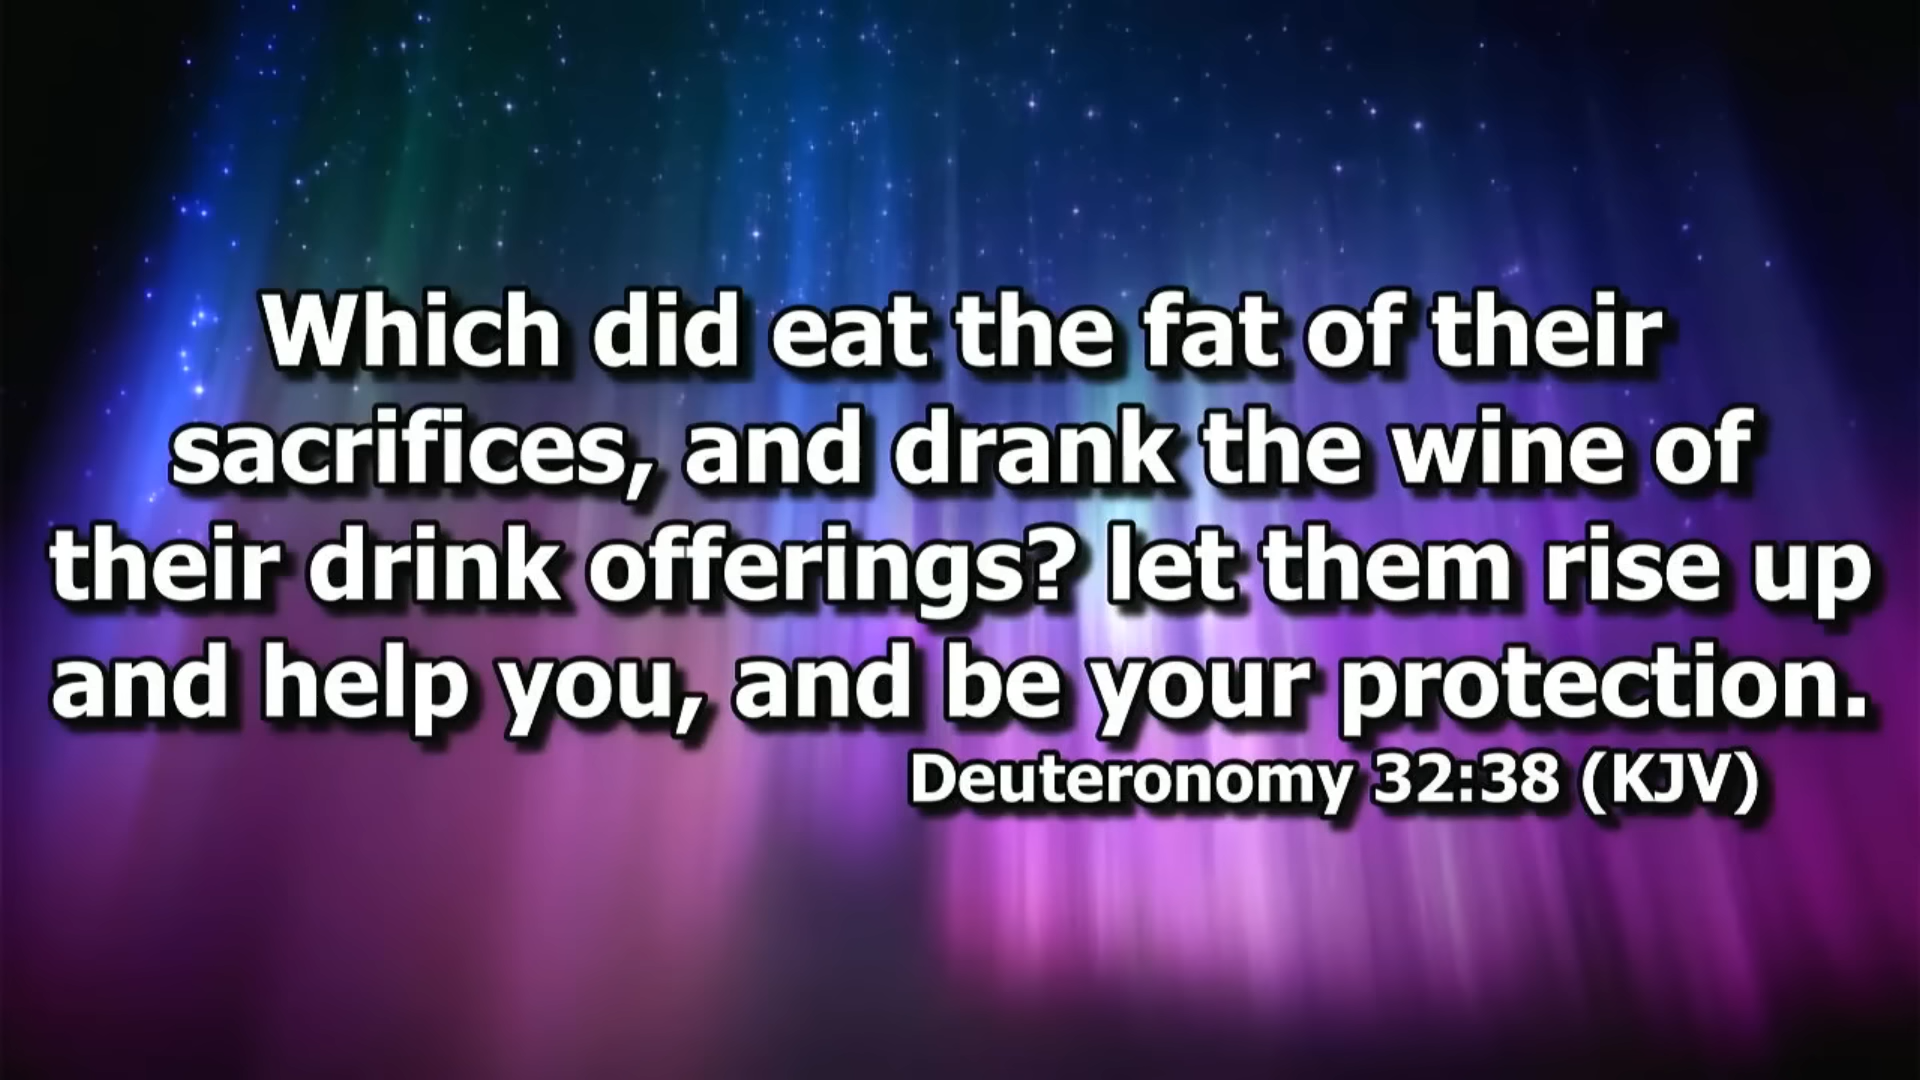 Which did eat the fat of their
sacrifices, and drank the wine of
their drink offerings? let them rise up
and help you, and be your protection.
Deuteronomy 32:38 (KJV)